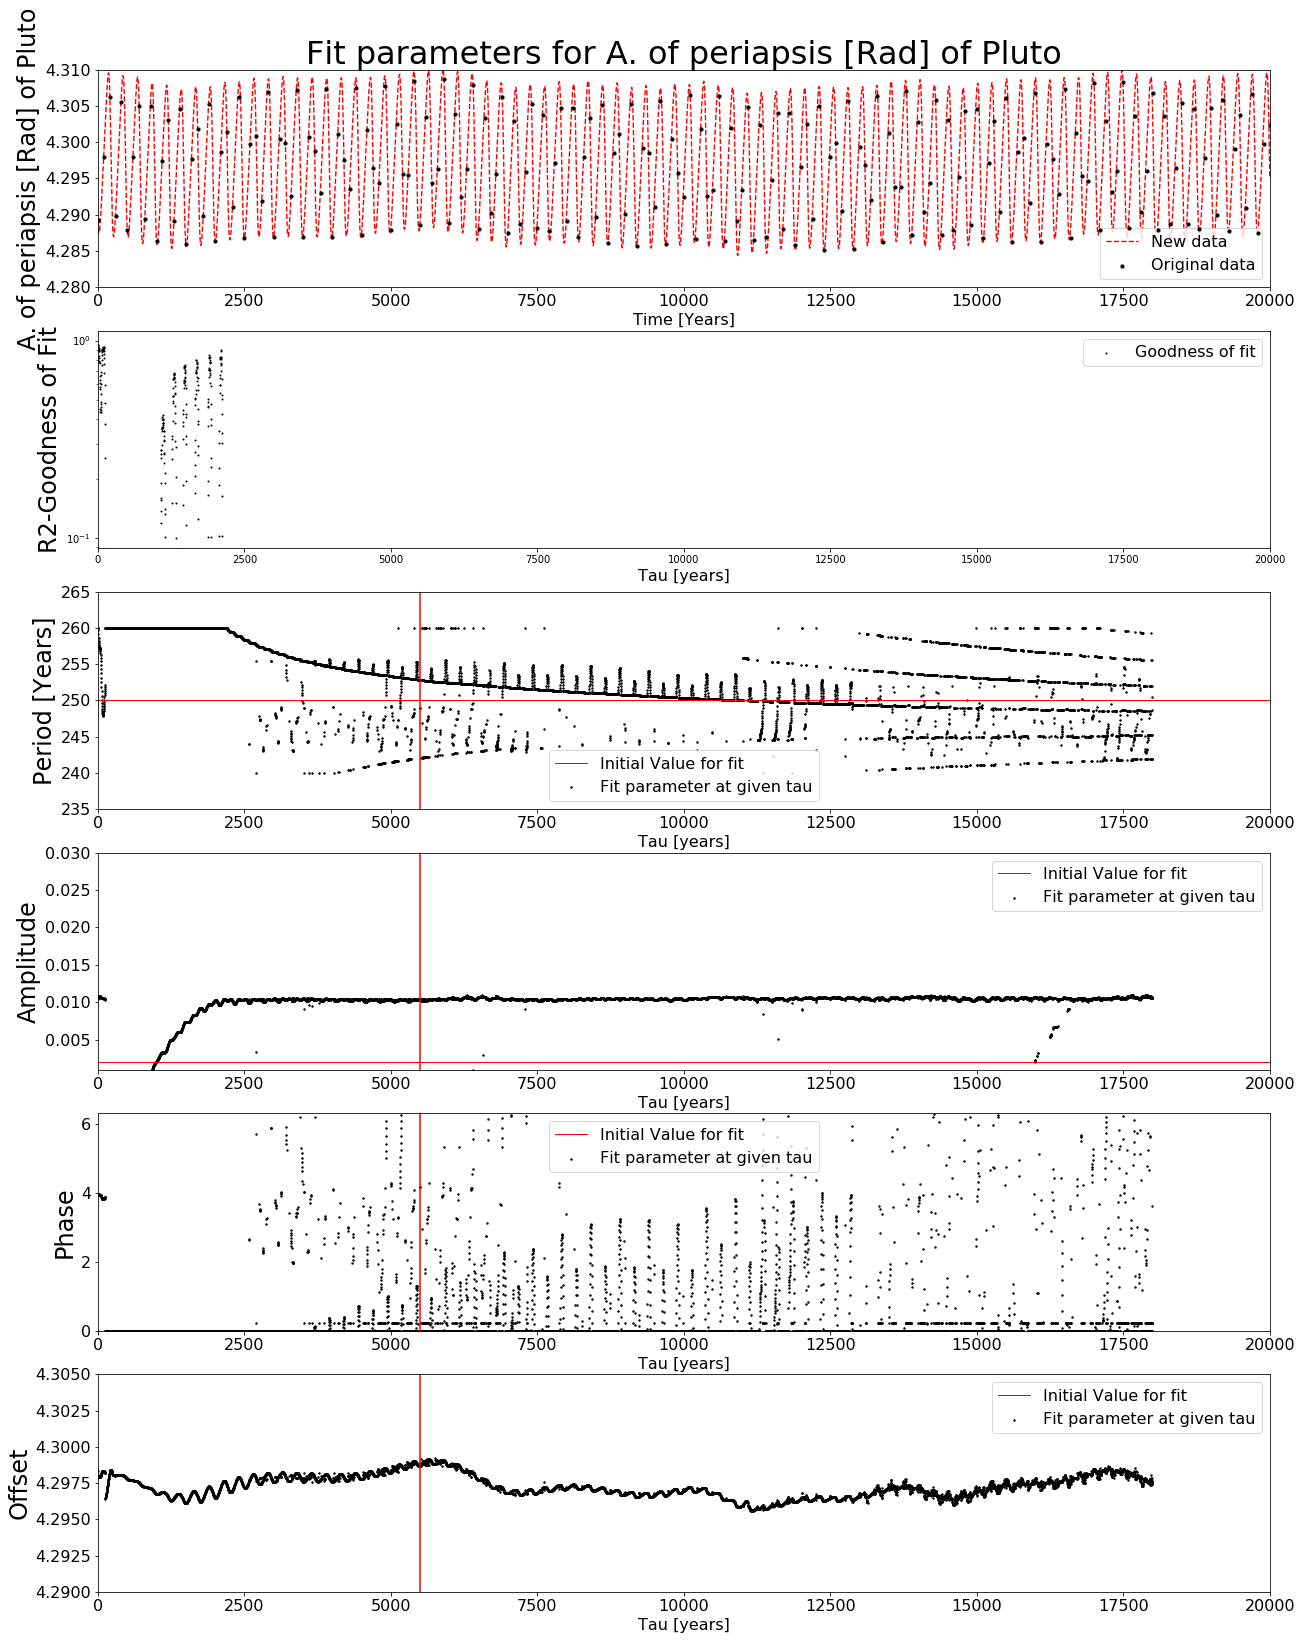 Fit parameters for A. of periapsis [Rad] of Pluto
A. of periapsis [Rad] of Pluto
4.310
4.305
4.300
4.295
4.290
4.285
4.280
New data
Original data
0 2500 5000 7500 10000 12500 15000 17500 20000
Time [Years]
R2-Goodness of Fit
10⁰
10⁻¹
Goodness of fit
0 2500 5000 7500 10000 12500 15000 17500 20000
Tau [years]
Period [Years]
265
260
255
250
245
240
235
Initial Value for fit
Fit parameter at given tau
0 2500 5000 7500 10000 12500 15000 17500 20000
Tau [years]
Amplitude
0.030
0.025
0.020
0.015
0.010
0.005
Initial Value for fit
Fit parameter at given tau
0 2500 5000 7500 10000 12500 15000 17500 20000
Tau [years]
Phase
6
4
2
0
Initial Value for fit
Fit parameter at given tau
0 2500 5000 7500 10000 12500 15000 17500 20000
Tau [years]
Offset
4.3050
4.3025
4.3000
4.2975
4.2950
4.2925
4.2900
Initial Value for fit
Fit parameter at given tau
0 2500 5000 7500 10000 12500 15000 17500 20000
Tau [years]